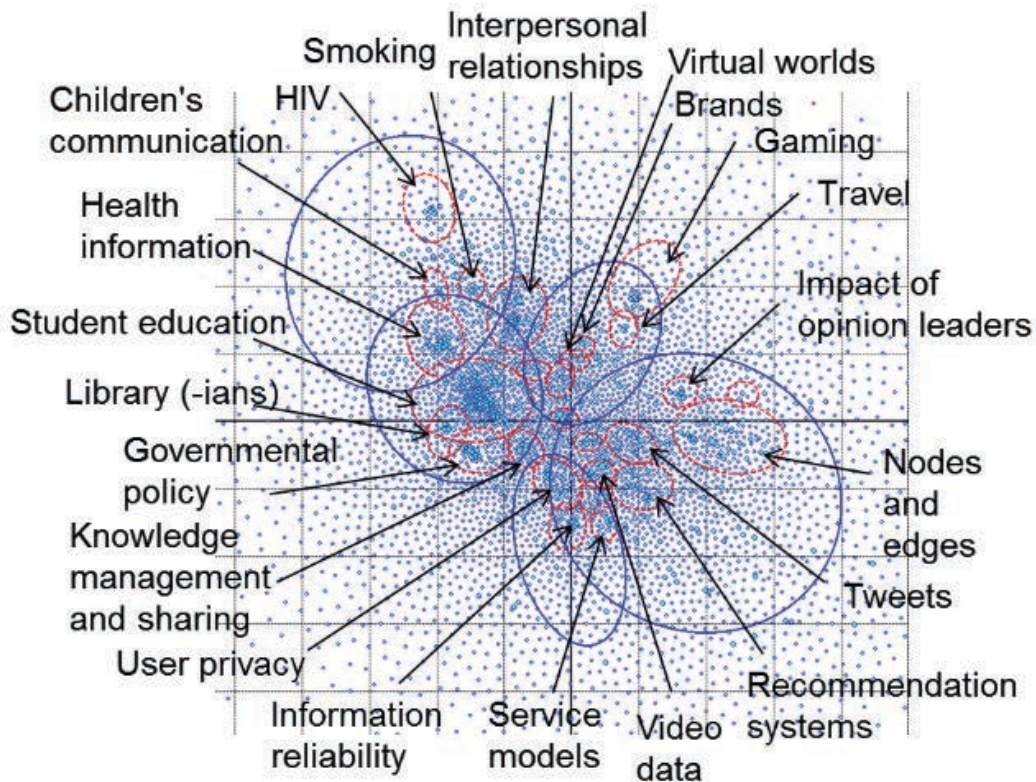 Smoking
Interpersonal
relationships
Virtual worlds
Brands
Gaming
Travel
Children's
communication
HIV
Health
information
Student education
Library (-ians)
Governmental
policy
Knowledge
management
and sharing
User privacy
Information
reliability
Service
models
Video
data
Recommendation
systems
Tweets
Nodes
and
edges
Impact of
opinion leaders